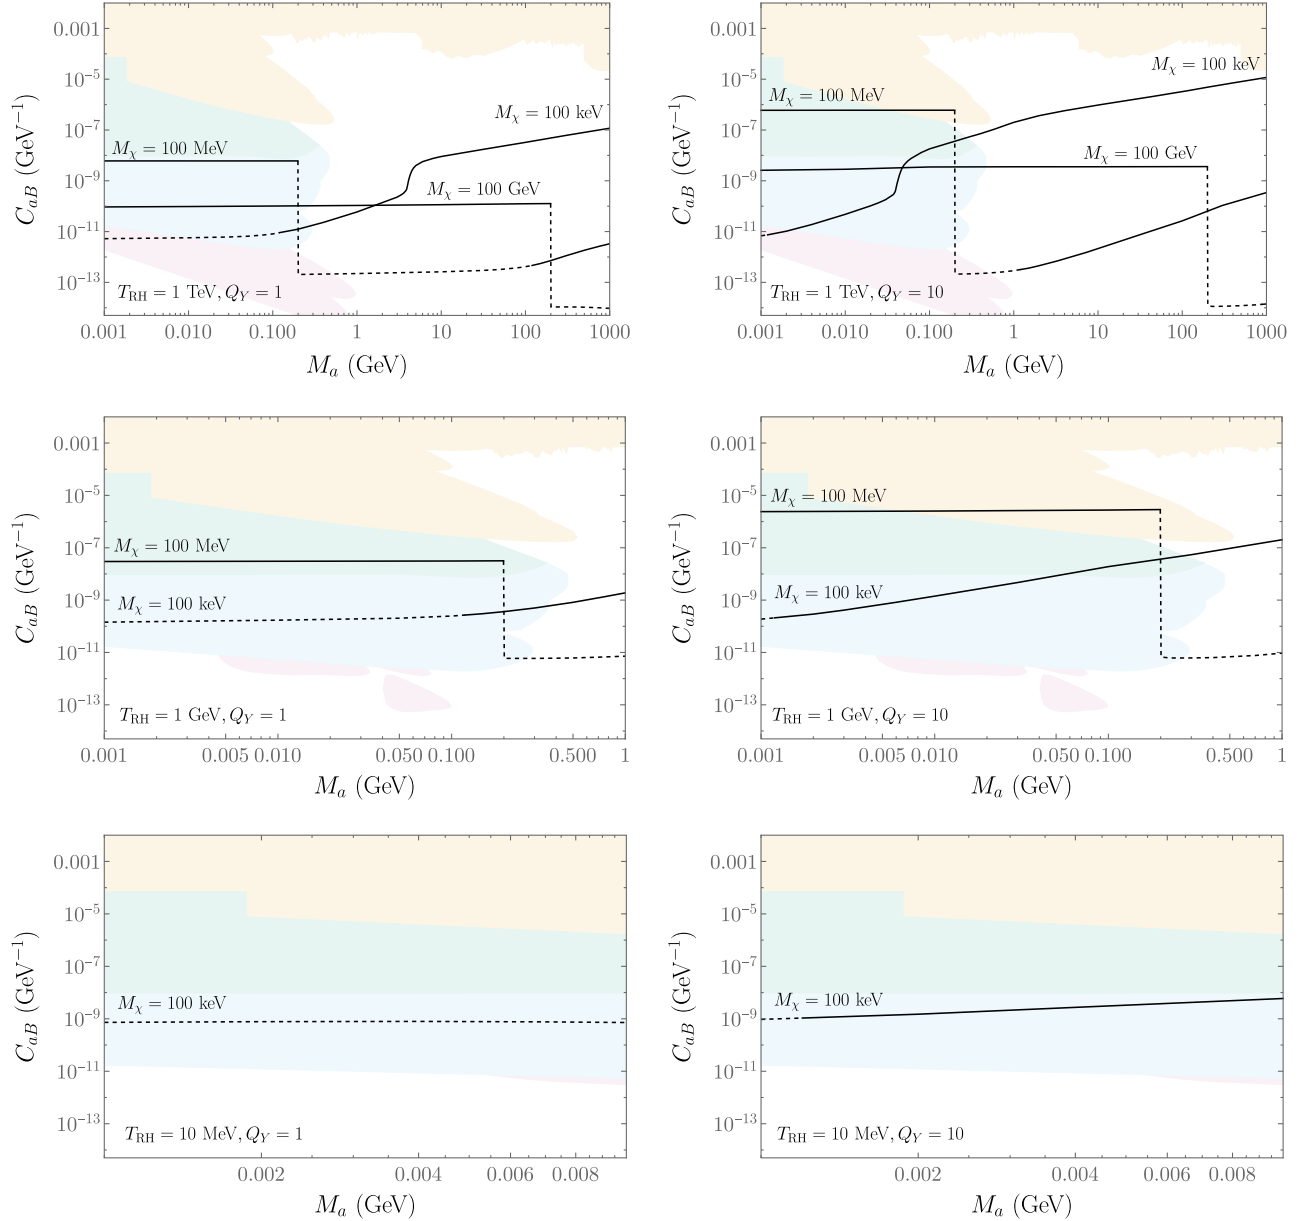 0.001
10⁻⁵
10⁻⁷
10⁻⁹
10⁻¹¹
10⁻¹³
C_aB (GeV⁻¹)
M_χ = 100 keV
M_χ = 100 MeV
M_χ = 100 GeV
T_RH = 1 TeV, Q_Y = 1
0.001 0.010 0.100 1 10 100 1000
M_a (GeV)
0.001
10⁻⁵
10⁻⁷
10⁻⁹
10⁻¹¹
10⁻¹³
C_aB (GeV⁻¹)
M_χ = 100 keV
M_χ = 100 MeV
M_χ = 100 GeV
T_RH = 1 TeV, Q_Y = 10
0.001 0.010 0.100 1 10 100 1000
M_a (GeV)
0.001
10⁻⁵
10⁻⁷
10⁻⁹
10⁻¹¹
10⁻¹³
C_aB (GeV⁻¹)
M_χ = 100 MeV
M_χ = 100 keV
T_RH = 1 GeV, Q_Y = 1
0.001 0.005 0.010 0.050 0.100 0.500 1
M_a (GeV)
0.001
10⁻⁵
10⁻⁷
10⁻⁹
10⁻¹¹
10⁻¹³
C_aB (GeV⁻¹)
M_χ = 100 MeV
M_χ = 100 keV
T_RH = 1 GeV, Q_Y = 10
0.001 0.005 0.010 0.050 0.100 0.500 1
M_a (GeV)
0.001
10⁻⁵
10⁻⁷
10⁻⁹
10⁻¹¹
10⁻¹³
C_aB (GeV⁻¹)
M_χ = 100 keV
T_RH = 10 MeV, Q_Y = 1
0.002 0.004 0.006 0.008
M_a (GeV)
0.001
10⁻⁵
10⁻⁷
10⁻⁹
10⁻¹¹
10⁻¹³
C_aB (GeV⁻¹)
M_χ = 100 keV
T_RH = 10 MeV, Q_Y = 10
0.002 0.004 0.006 0.008
M_a (GeV)